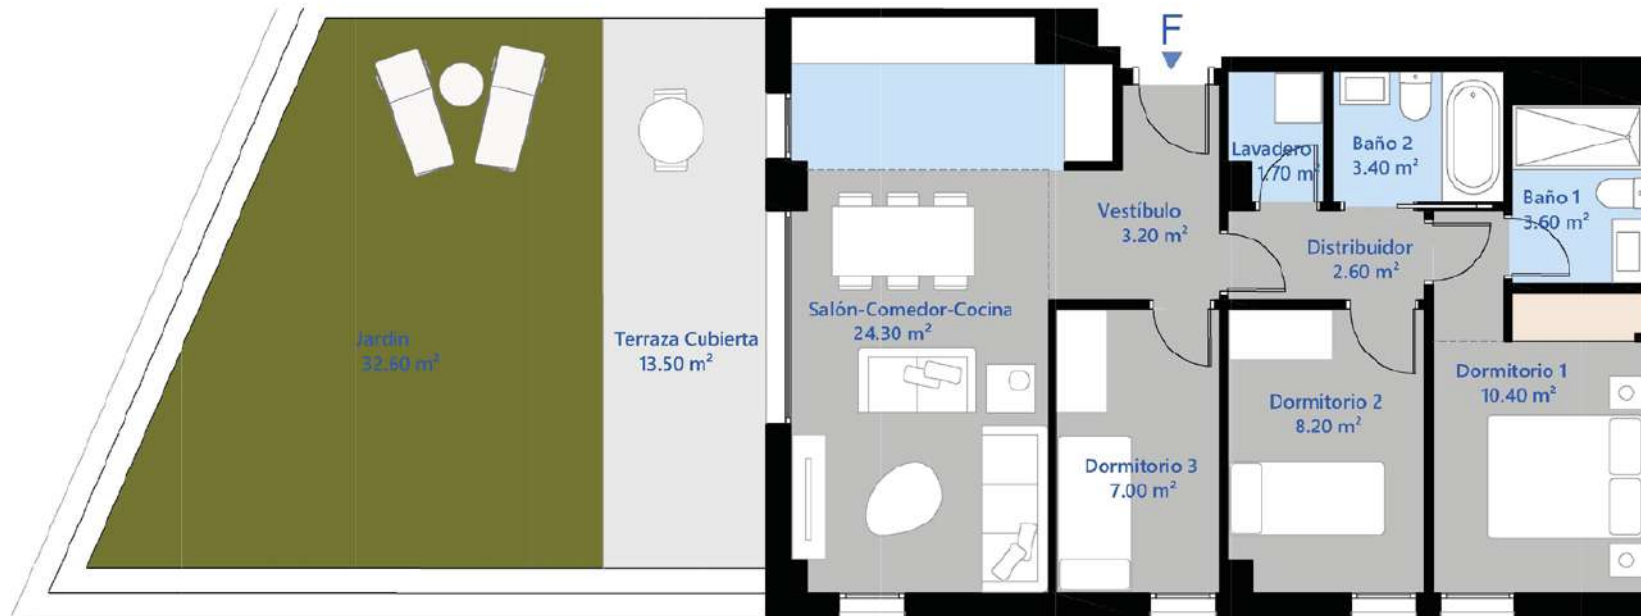 F
Lavadero
1.70 m²
Baño 2
3.40 m²
Baño 1
3.60 m²
Vestíbulo
3.20 m²
Distribuidor
2.60 m²
Salón-Comedor-Cocina
24.30 m²
Jardín
32.60 m²
Terraza Cubierta
13.50 m²
Dormitorio 1
10.40 m²
Dormitorio 2
8.20 m²
Dormitorio 3
7.00 m²